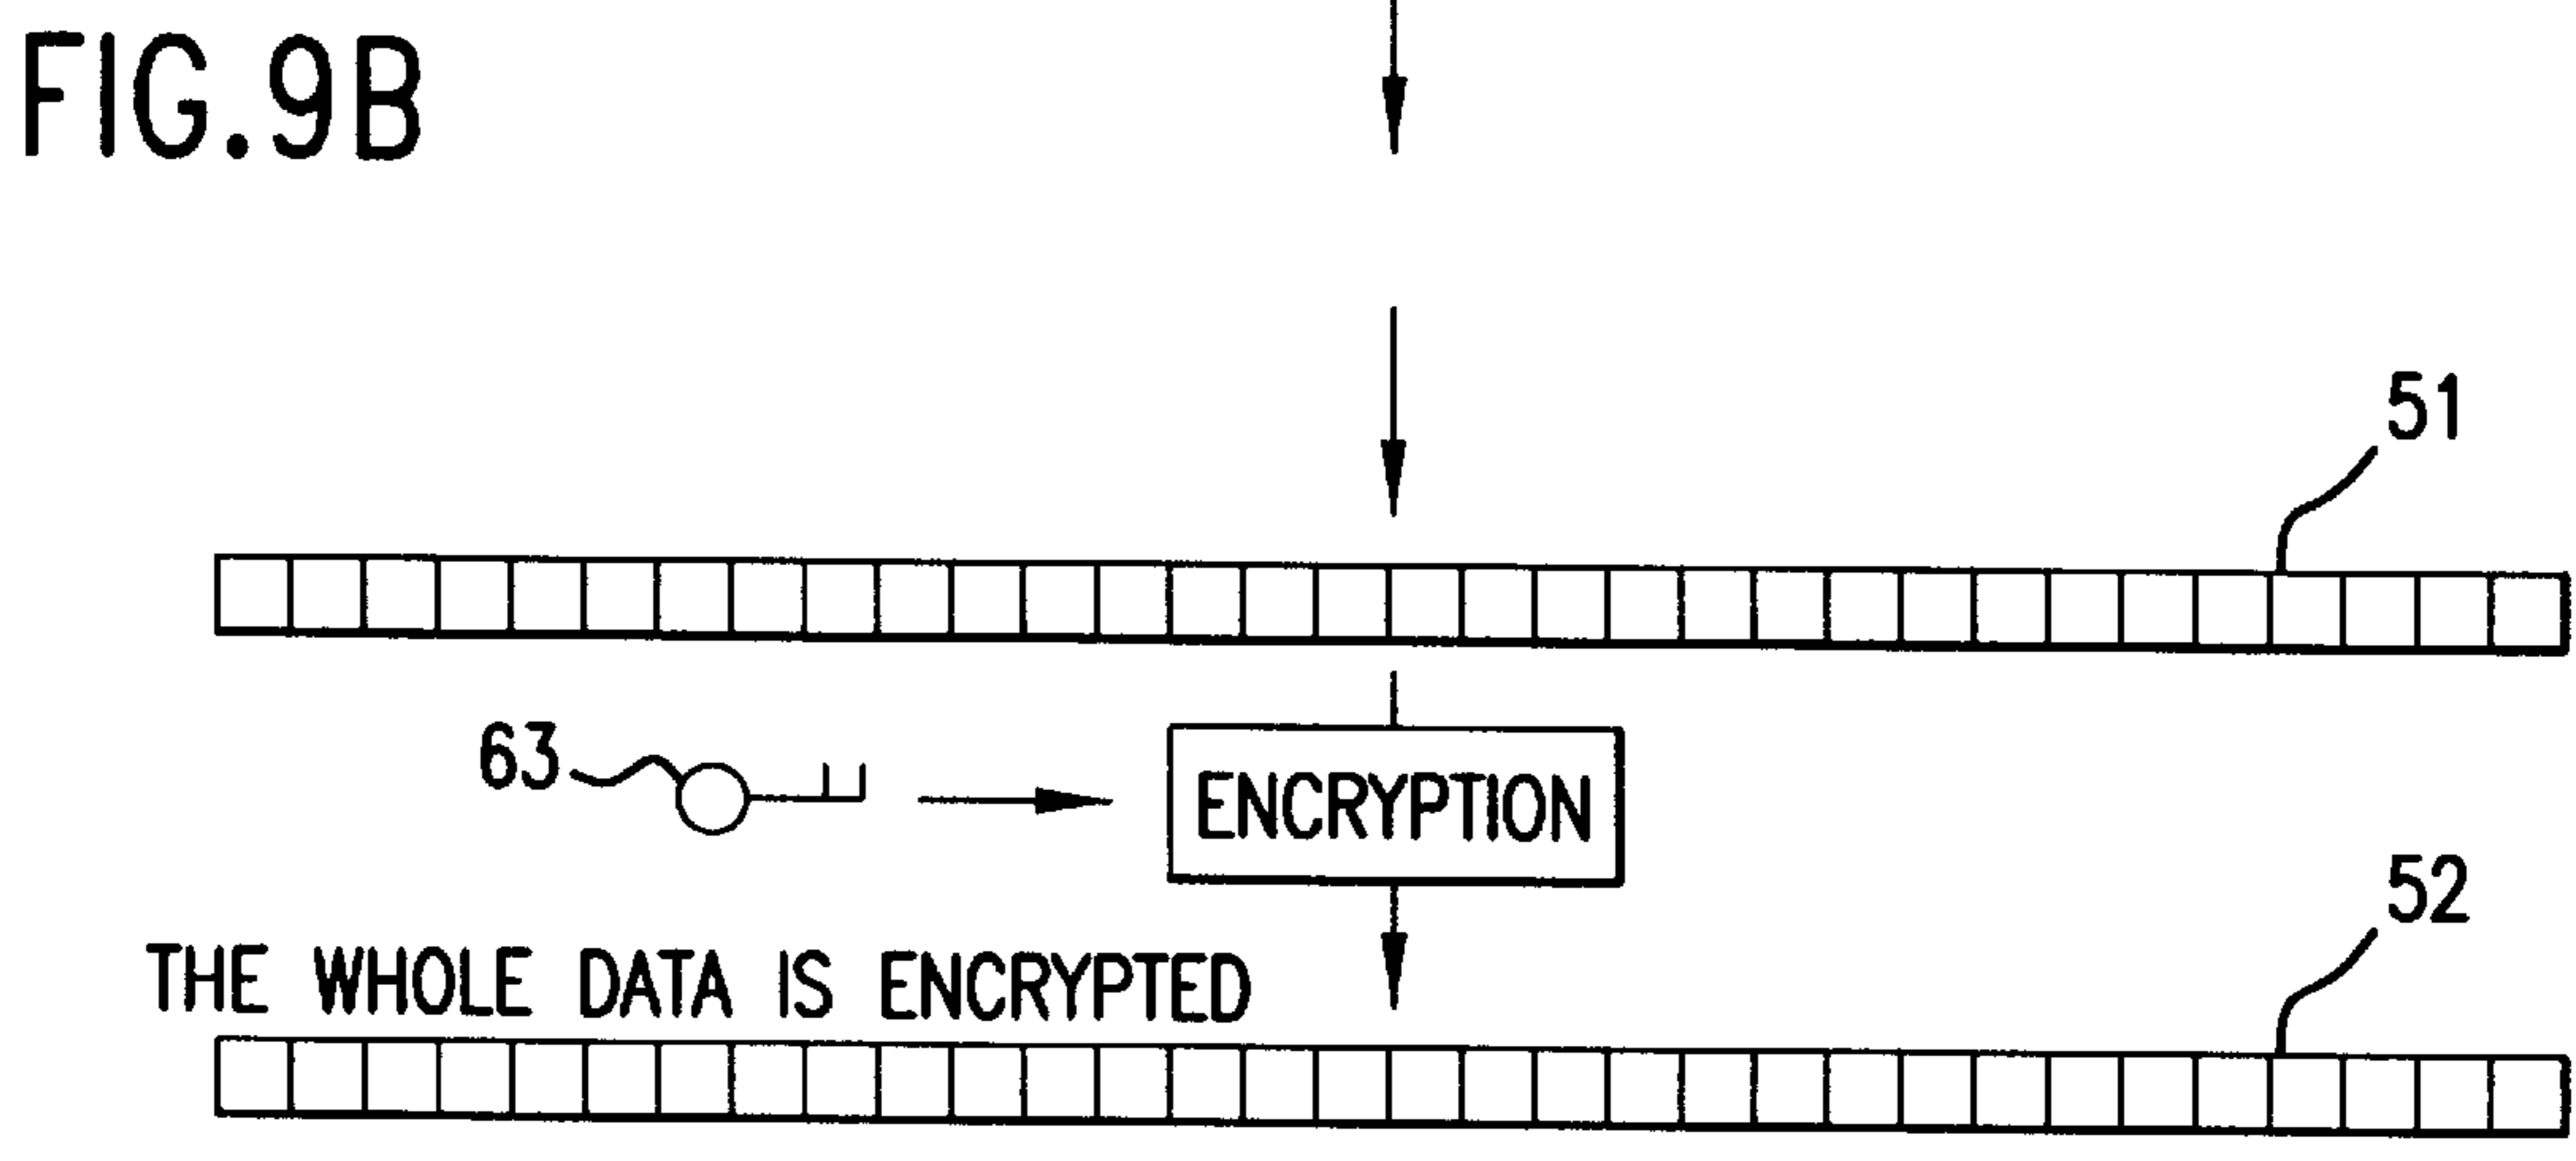 FIG.9B
51
63
ENCRYPTION
52
THE WHOLE DATA IS ENCRYPTED